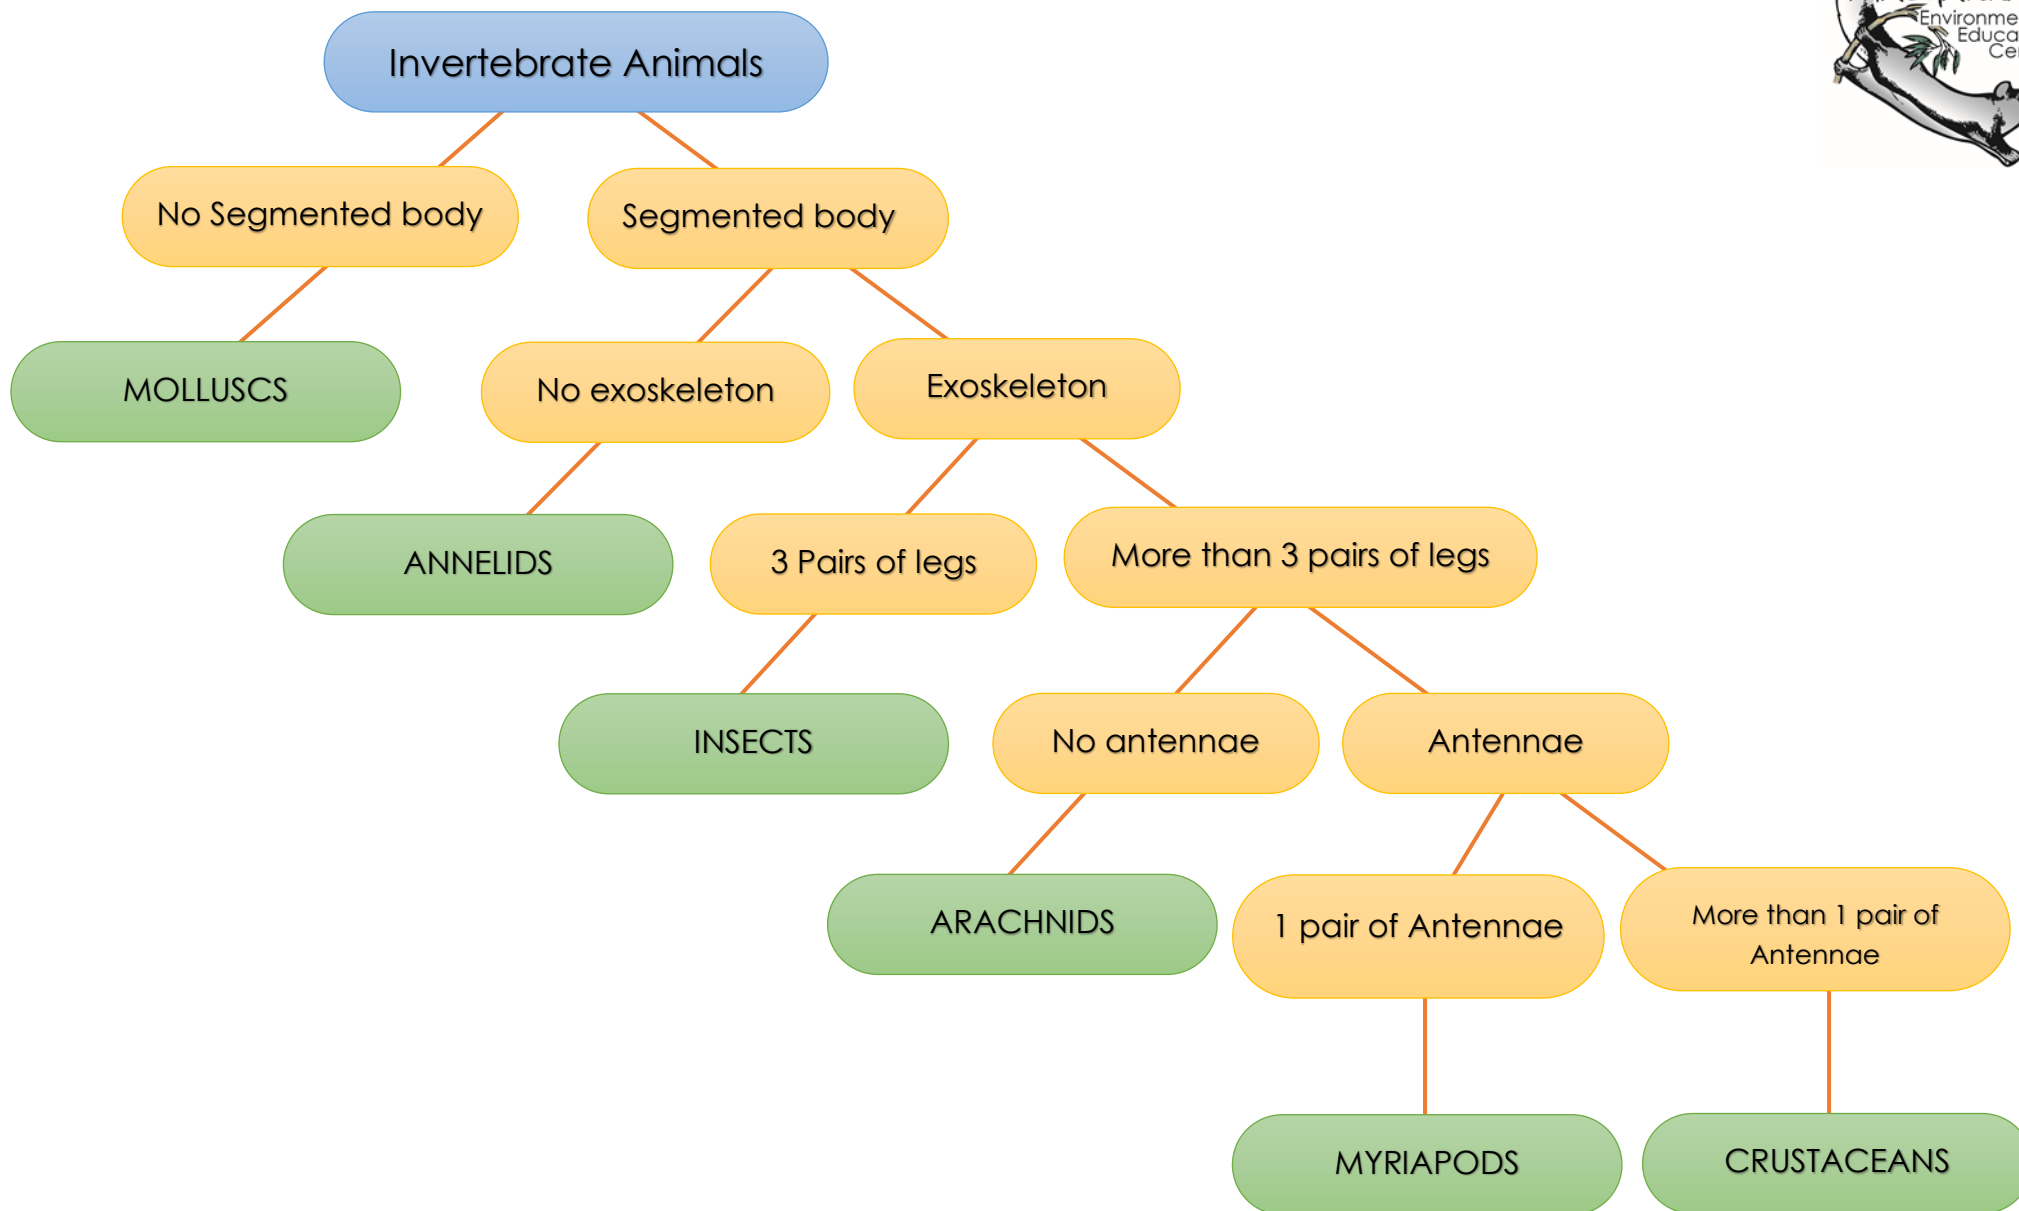 Invertebrate Animals
No Segmented body
Segmented body
MOLLUSCS
No exoskeleton
Exoskeleton
ANNELIDS
3 Pairs of legs
More than 3 pairs of legs
INSECTS
No antennae
Antennae
ARACHNIDS
1 pair of Antennae
More than 1 pair of
Antennae
MYRIAPODS
CRUSTACEANS